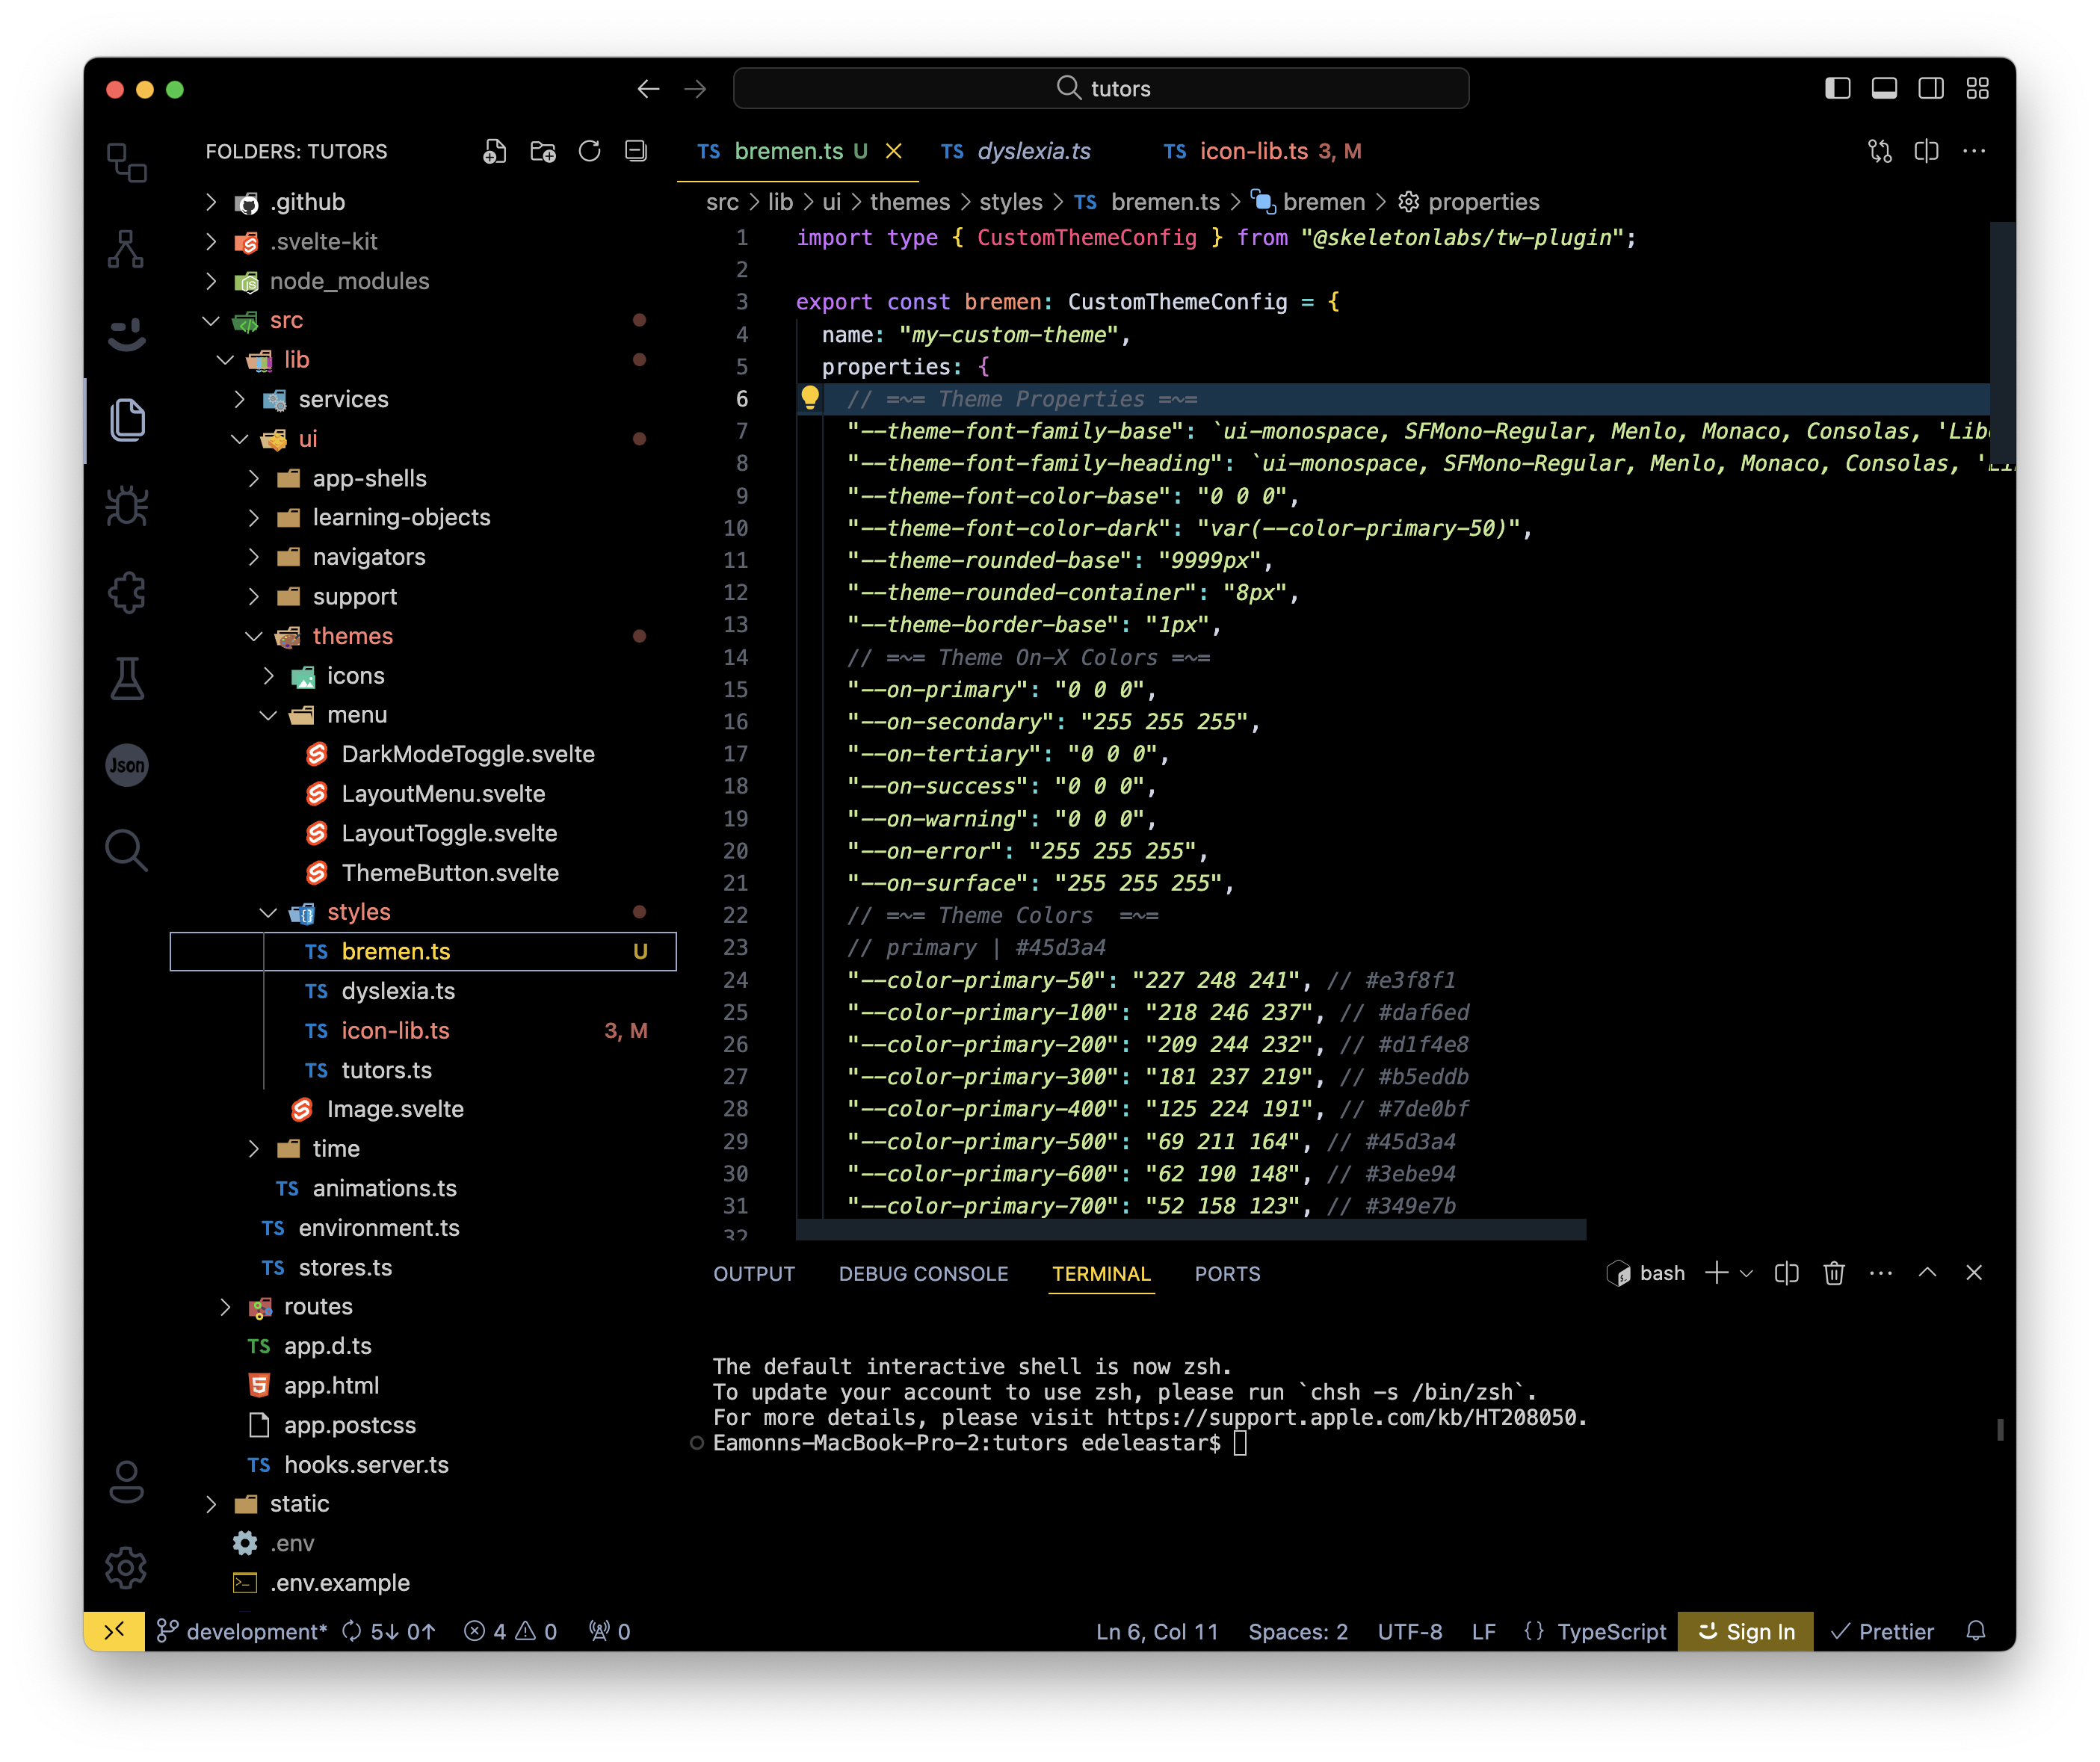 tutors
FOLDERS: TUTORS
.github
.svelte-kit
node_modules
src
lib
services
ui
app-shells
learning-objects
navigators
support
themes
icons
menu
DarkModeToggle.svelte
LayoutMenu.svelte
LayoutToggle.svelte
ThemeButton.svelte
styles
TS bremen.ts U
TS dyslexia.ts
TS icon-lib.ts 3, M
TS tutors.ts
Image.svelte
time
TS animations.ts
TS environment.ts
TS stores.ts
routes
TS app.d.ts
app.html
app.postcss
TS hooks.server.ts
static
.env
.env.example
Json
TS bremen.ts U TS dyslexia.ts TS icon-lib.ts 3, M
src > lib > ui > themes > styles > TS bremen.ts > bremen > properties
1 import type { CustomThemeConfig } from "@skeletonlabs/tw-plugin";
2
3 export const bremen: CustomThemeConfig = {
4 name: "my-custom-theme",
5 properties: {
6 // =~= Theme Properties =~=
7 "--theme-font-family-base": `ui-monospace, SFMono-Regular, Menlo, Monaco, Consolas, 'Lib
8 "--theme-font-family-heading": `ui-monospace, SFMono-Regular, Menlo, Monaco, Consolas,
9 "--theme-font-color-base": "0 0 0",
10 "--theme-font-color-dark": "var(--color-primary-50)",
11 "--theme-rounded-base": "9999px",
12 "--theme-rounded-container": "8px",
13 "--theme-border-base": "1px",
14 // =~= Theme On-X Colors =~=
15 "--on-primary": "0 0 0",
16 "--on-secondary": "255 255 255",
17 "--on-tertiary": "0 0 0",
18 "--on-success": "0 0 0",
19 "--on-warning": "0 0 0",
20 "--on-error": "255 255 255",
21 "--on-surface": "255 255 255",
22 // =~= Theme Colors  =~=
23 // primary | #45d3a4
24 "--color-primary-50": "227 248 241", // #e3f8f1
25 "--color-primary-100": "218 246 237", // #daf6ed
26 "--color-primary-200": "209 244 232", // #d1f4e8
27 "--color-primary-300": "181 237 219", // #b5eddb
28 "--color-primary-400": "125 224 191", // #7de0bf
29 "--color-primary-500": "69 211 164", // #45d3a4
30 "--color-primary-600": "62 190 148", // #3ebe94
31 "--color-primary-700": "52 158 123", // #349e7b
32
OUTPUT DEBUG CONSOLE TERMINAL PORTS bash
The default interactive shell is now zsh.
To update your account to use zsh, please run `chsh -s /bin/zsh`.
For more details, please visit https://support.apple.com/kb/HT208050.
Eamonns-MacBook-Pro-2:tutors edeleastar$
development* 5↓ 0↑ 4 0 0 Ln 6, Col 11 Spaces: 2 UTF-8 LF {} TypeScript Sign In Prettier